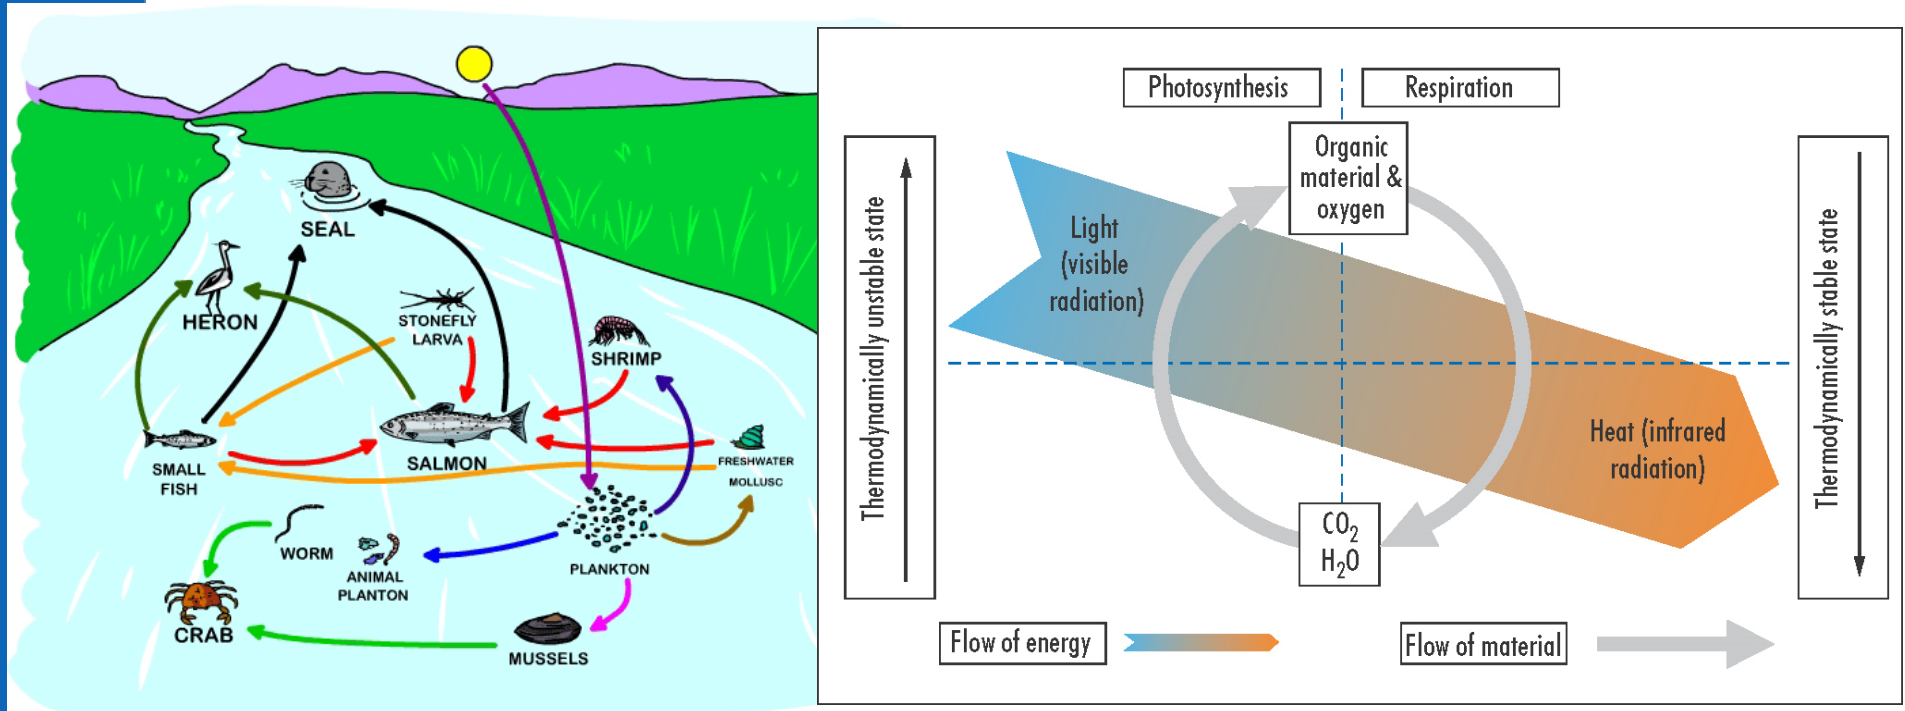 SEAL
HERON
STONEFLY
LARVA
SHRIMP
SMALL
FISH
SALMON
FRESHWATER
MOLLUSC
WORM
ANIMAL
PLANTON
PLANKTON
CRAB
MUSSELS
Photosynthesis
Respiration
Thermodynamically unstable state
Organic
material &
oxygen
Light
(visible
radiation)
Heat (infrared
radiation)
Thermodynamically stable state
CO₂
H₂O
Flow of energy
Flow of material